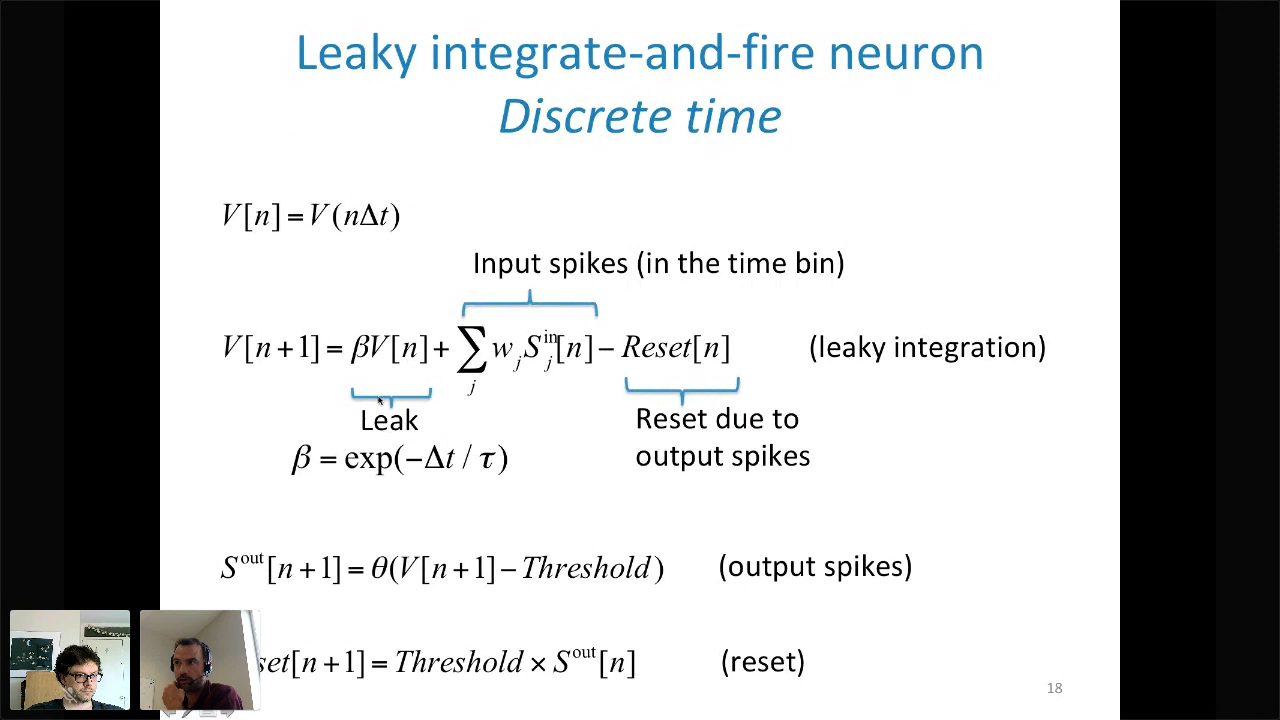 Leaky integrate-and-fire neuron
Discrete time
V[n] = V(nΔt)
Input spikes (in the time bin)
V[n+1] = βV[n] + ∑_j w_j S_j^in[n] − Reset[n] (leaky integration)
Leak
Reset due to
β = exp(−Δt / τ)
output spikes
S^out[n+1] = θ(V[n+1] − Threshold) (output spikes)
set[n+1] = Threshold × S^out[n] (reset)
18